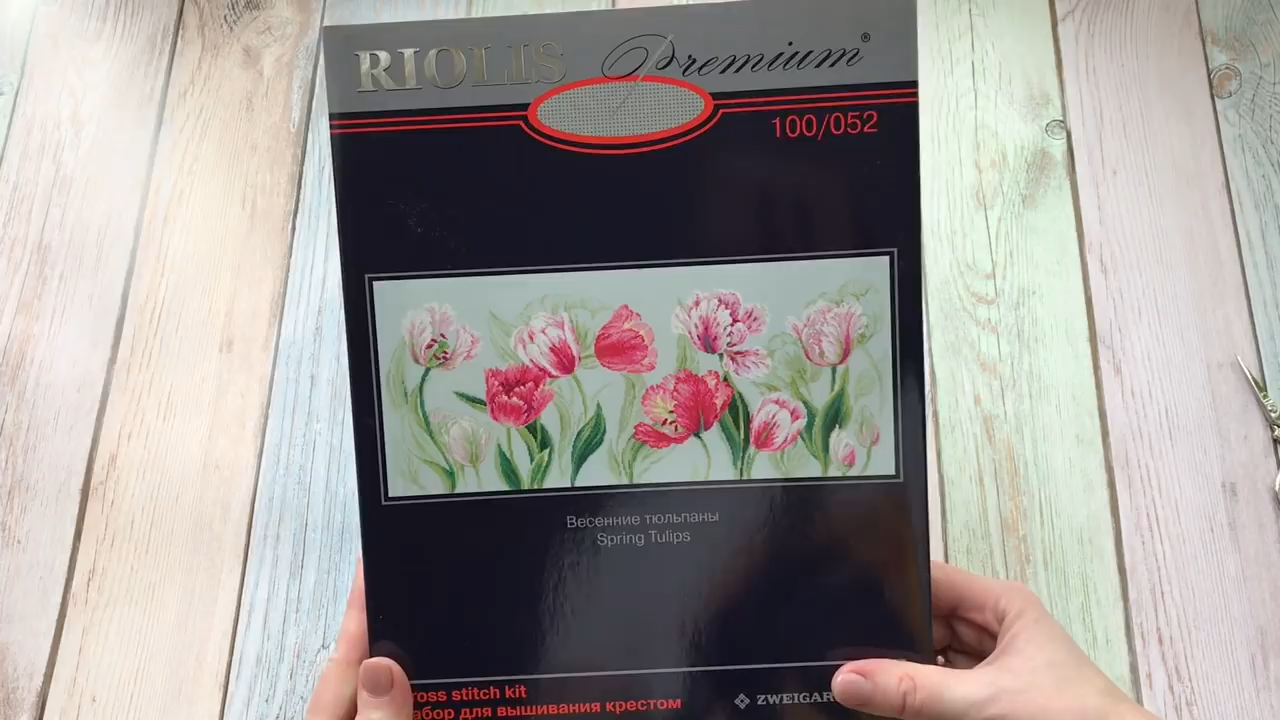 RIOLIS Premium®
100/052
Весенние тюльпаны
Spring Tulips
ross stitch kit
абор для вышивания крестом
ZWEIGAR